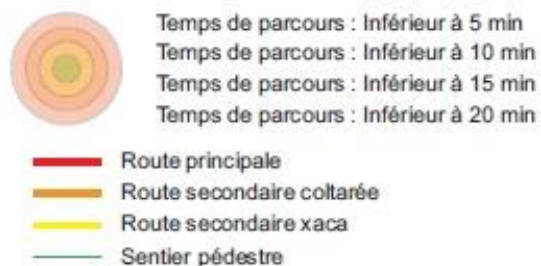 Temps de parcours : Inférieur à 5 min
Temps de parcours : Inférieur à 10 min
Temps de parcours : Inférieur à 15 min
Temps de parcours : Inférieur à 20 min
Route principale
Route secondaire coltarée
Route secondaire xaca
Sentier pédestre